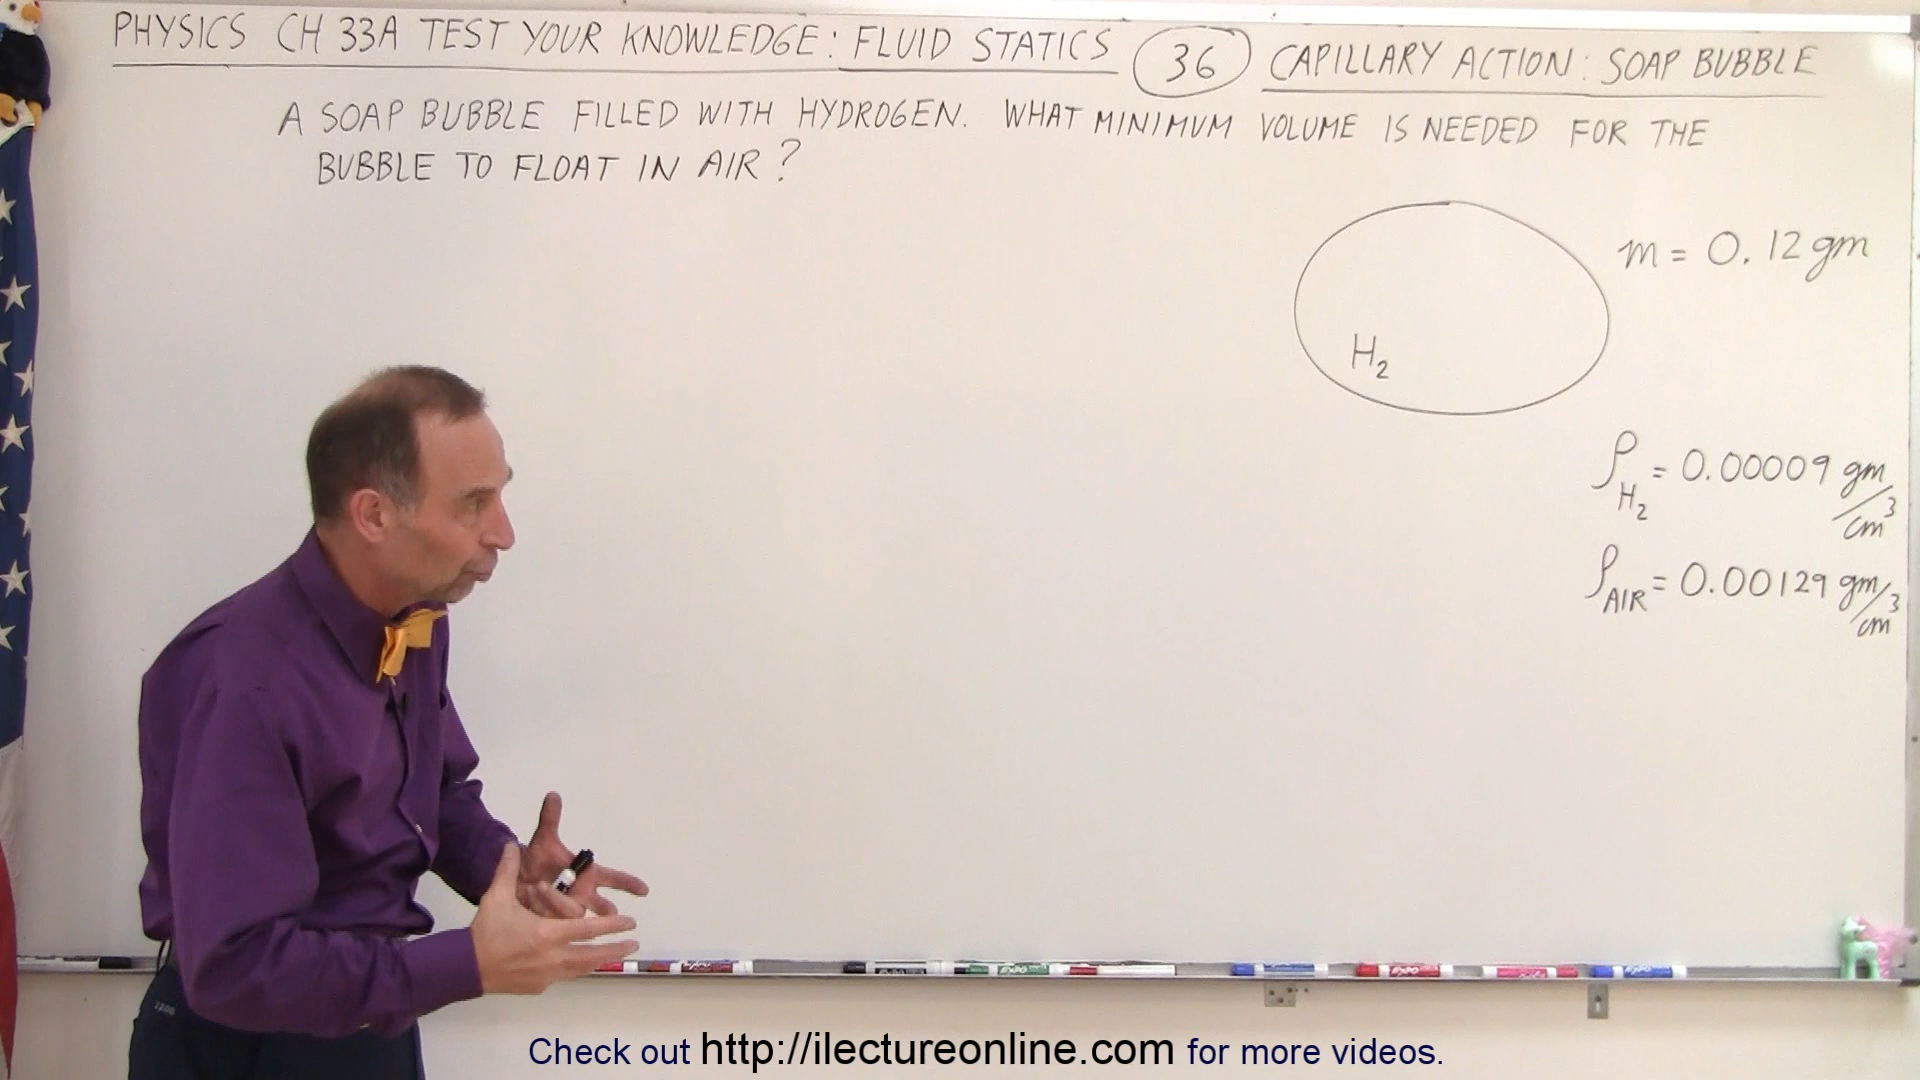 PHYSICS CH 33A TEST YOUR KNOWLEDGE: FLUID STATICS 36 CAPILLARY ACTION: SOAP BUBBLE
A SOAP BUBBLE FILLED WITH HYDROGEN. WHAT MINIMUM VOLUME IS NEEDED FOR THE
BUBBLE TO FLOAT IN AIR?
m = 0.12 gm
H₂
ρ_H₂ = 0.00009 gm/cm³
ρ_AIR = 0.00129 gm/cm³
Check out http://ilectureonline.com for more videos.